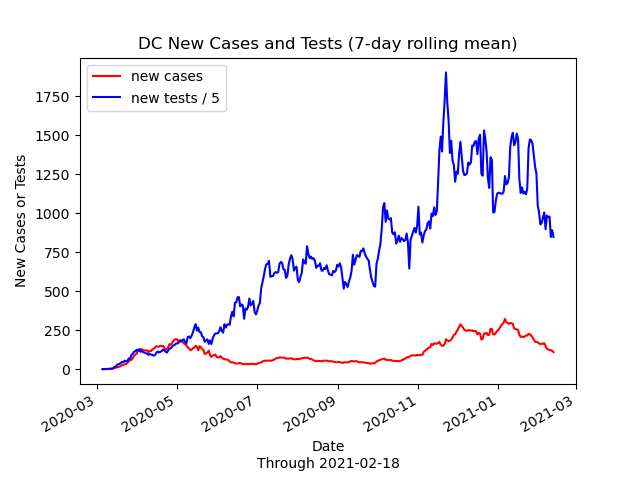 DC New Cases and Tests (7-day rolling mean)
new cases
new tests / 5
New Cases or Tests
1750
1500
1250
1000
750
500
250
0
2020-03
2020-05
2020-07
2020-09
2020-11
2021-01
2021-03
Date
Through 2021-02-18